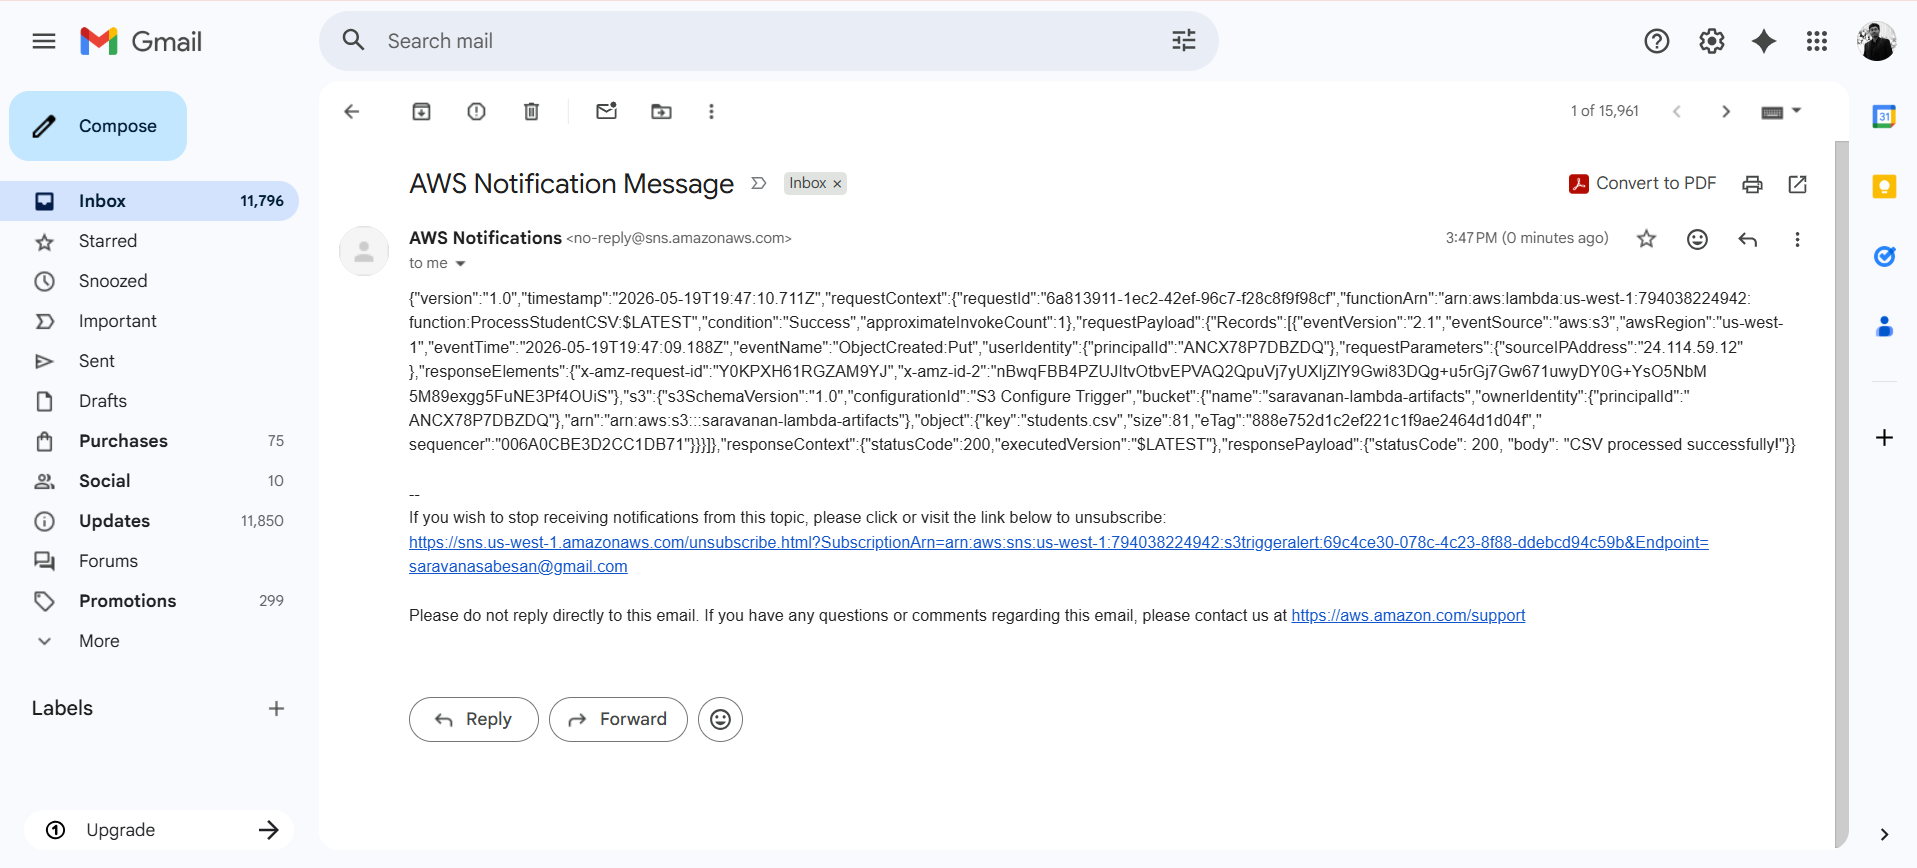 Gmail
Search mail
Compose
1 of 15,961
Inbox 11,796
Starred
Snoozed
Important
Sent
Drafts
Purchases 75
Social 10
Updates 11,850
Forums
Promotions 299
More
Labels
Upgrade
AWS Notification Message
Inbox
Convert to PDF
AWS Notifications <no-reply@sns.amazonaws.com>
3:47 PM (0 minutes ago)
to me
{"version":"1.0","timestamp":"2026-05-19T19:47:10.711Z","requestContext":{"requestId":"6a813911-1ec2-42ef-96c7-f28c8f9f98cf","functionArn":"arn:aws:lambda:us-west-1:794038224942:
function:ProcessStudentCSV:$LATEST","condition":"Success","approximateInvokeCount":1},"requestPayload":{"Records":[{"eventVersion":"2.1","eventSource":"aws:s3","awsRegion":"us-west-
1","eventTime":"2026-05-19T19:47:09.188Z","eventName":"ObjectCreated:Put","userIdentity":{"principalId":"ANCX78P7DBZDQ"},"requestParameters":{"sourceIPAddress":"24.114.59.12"
},"responseElements":{"x-amz-request-id":"Y0KPXH61RGZAM9YJ","x-amz-id-2":"nBwqFBB4PZUJItvOtbvEPVAQ2QpuVj7yUXIjZlY9Gwi83DQg+u5rGj7Gw671uwyDY0G+YsO5NbM
5M89exgg5FuNE3Pf4OUiS"},"s3":{"s3SchemaVersion":"1.0","configurationId":"S3 Configure Trigger","bucket":{"name":"saravanan-lambda-artifacts","ownerIdentity":{"principalId":"
ANCX78P7DBZDQ"},"arn":"arn:aws:s3:::saravanan-lambda-artifacts"},"object":{"key":"students.csv","size":81,"eTag":"888e752d1c2ef221c1f9ae2464d1d04f","
sequencer":"006A0CBE3D2CC1DB71"}}}]},"responseContext":{"statusCode":200,"executedVersion":"$LATEST"},"responsePayload":{"statusCode": 200, "body": "CSV processed successfully!"}}
--
If you wish to stop receiving notifications from this topic, please click or visit the link below to unsubscribe:
https://sns.us-west-1.amazonaws.com/unsubscribe.html?SubscriptionArn=arn:aws:sns:us-west-1:794038224942:s3triggeralert:69c4ce30-078c-4c23-8f88-ddebcd94c59b&Endpoint=
saravanasabesan@gmail.com
Please do not reply directly to this email. If you have any questions or comments regarding this email, please contact us at https://aws.amazon.com/support
Reply
Forward
31